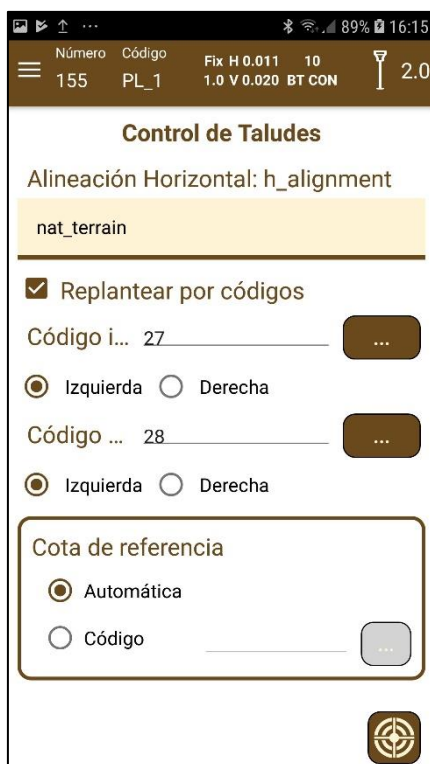 89% 16:15
Número Código
155 PL_1
Fix H 0.011 10
1.0 V 0.020 BT CON
2.0
Control de Taludes
Alineación Horizontal: h_alignment
nat_terrain
Replantear por códigos
Código i... 27 ...
Izquierda Derecha
Código ... 28 ...
Izquierda Derecha
Cota de referencia
Automática
Código ...